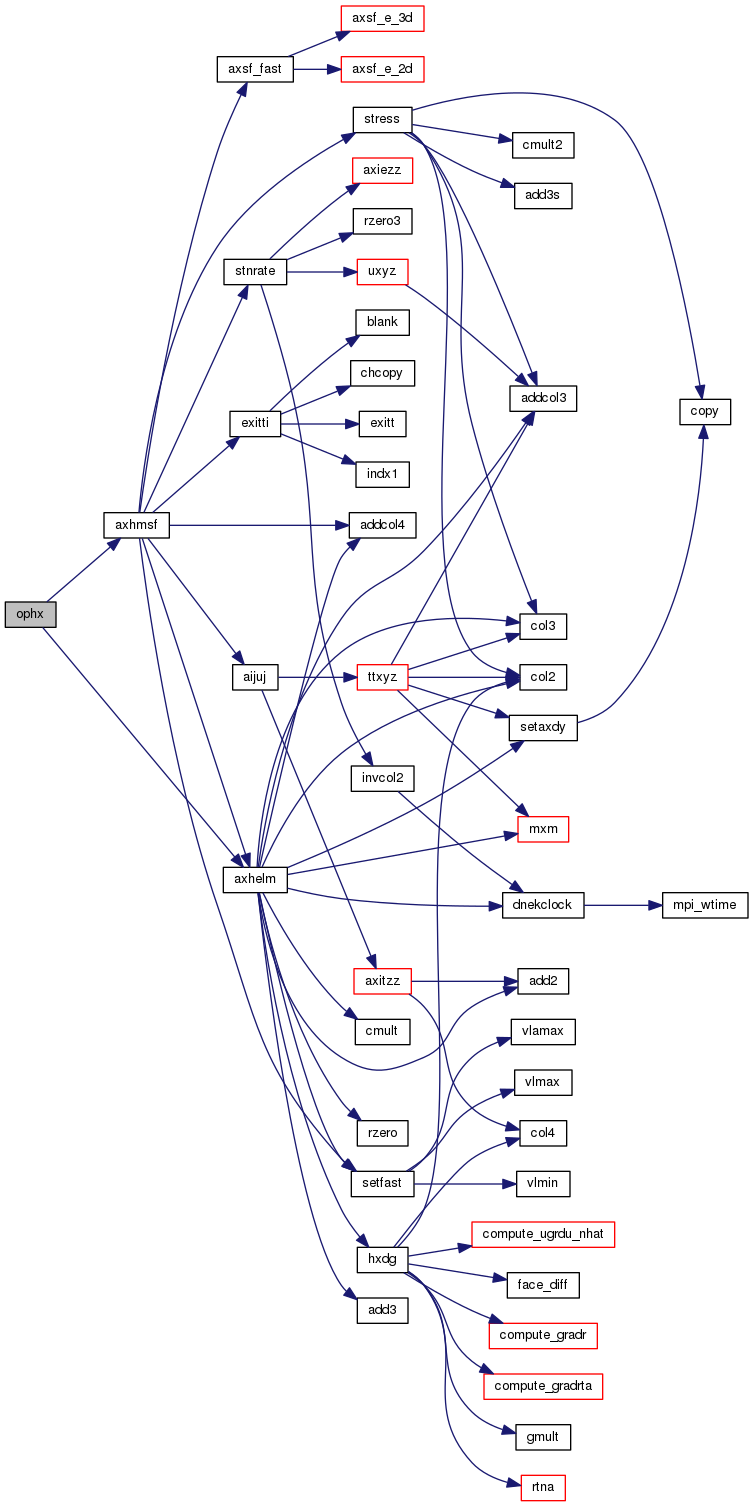 axsf_e_3d
axsf_fast
axsf_e_2d
stress
cmult2
axiezz
add3s
rzero3
stnrate
uxyz
blank
chcopy
addcol3
copy
exitti
exitt
indx1
axhmsf
addcol4
ophx
col3
aijuj
ttxyz
col2
setaxdy
invcol2
mxm
axhelm
dnekclock
mpi_wtime
axitzz
add2
cmult
vlamax
vlmax
rzero
col4
setfast
vlmin
compute_ugrdu_nhat
hxdg
face_diff
add3
compute_gradr
compute_gradrta
gmult
rtna